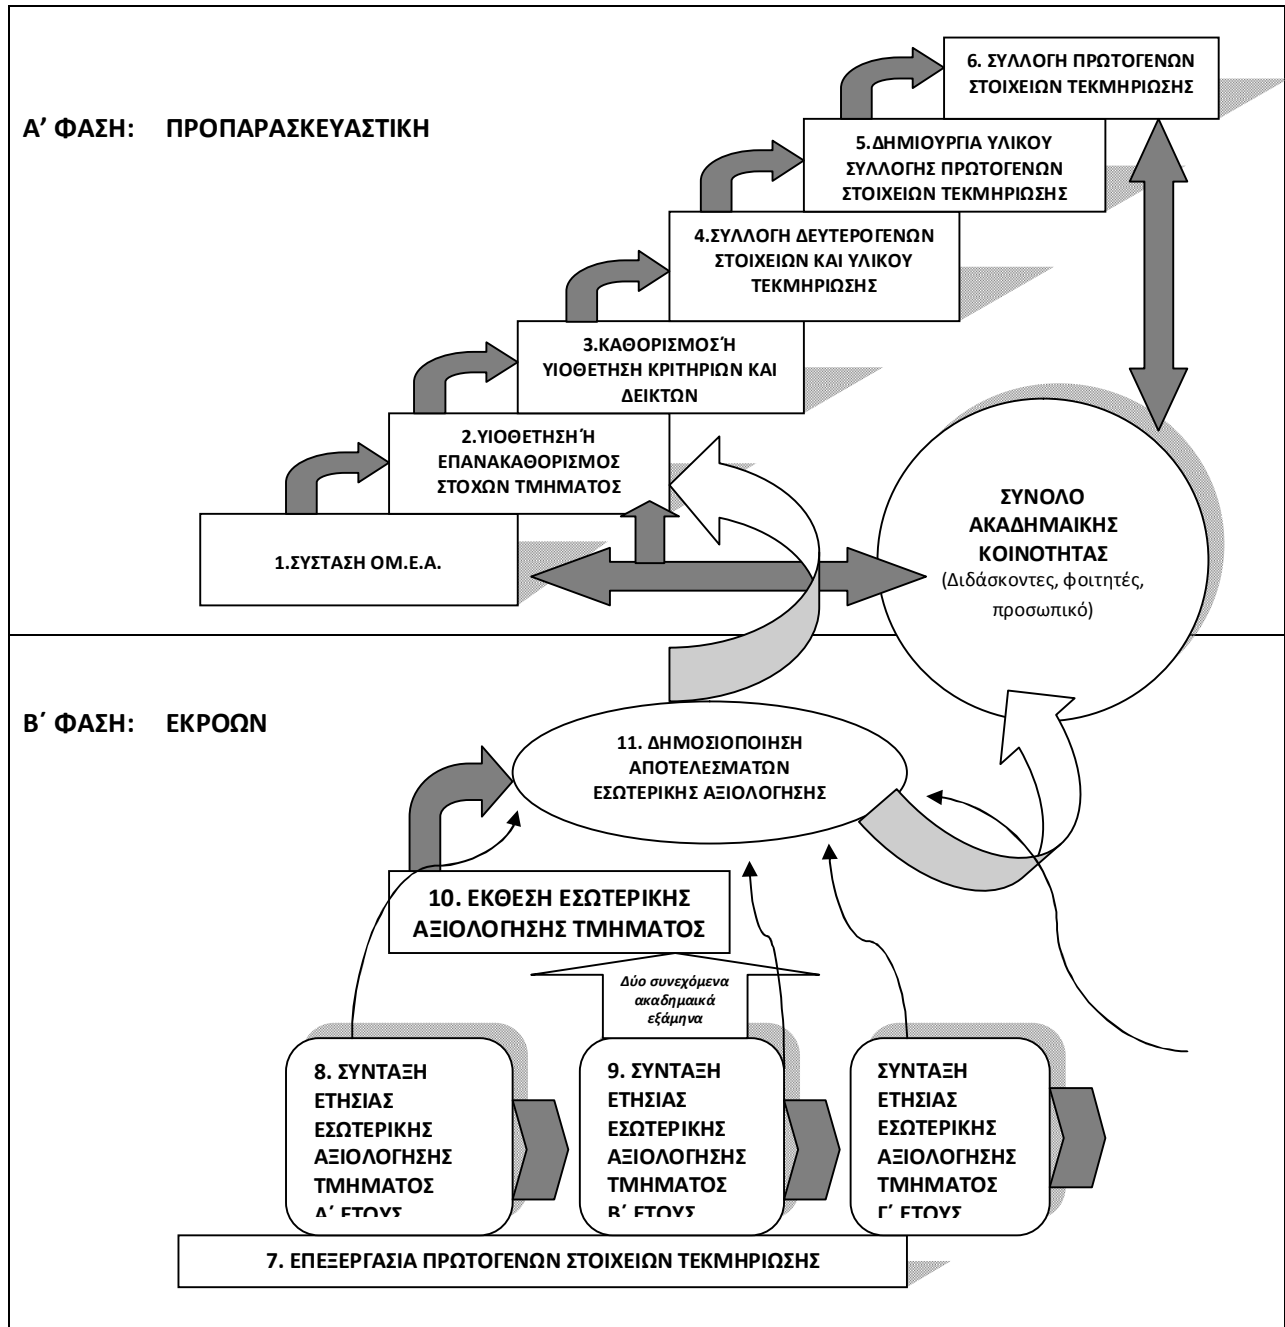 6. ΣΥΛΛΟΓΗ ΠΡΩΤΟΓΕΝΩΝ
ΣΤΟΙΧΕΙΩΝ ΤΕΚΜΗΡΙΩΣΗΣ
Α’ ΦΑΣΗ: ΠΡΟΠΑΡΑΣΚΕΥΑΣΤΙΚΗ
5.ΔΗΜΙΟΥΡΓΙΑ ΥΛΙΚΟΥ
ΣΥΛΛΟΓΗΣ ΠΡΩΤΟΓΕΝΩΝ
ΣΤΟΙΧΕΙΩΝ ΤΕΚΜΗΡΙΩΣΗΣ
4.ΣΥΛΛΟΓΗ ΔΕΥΤΕΡΟΓΕΝΩΝ
ΣΤΟΙΧΕΙΩΝ ΚΑΙ ΥΛΙΚΟΥ
ΤΕΚΜΗΡΙΩΣΗΣ
3.ΚΑΘΟΡΙΣΜΟΣ Ή
ΥΙΟΘΕΤΗΣΗ ΚΡΙΤΗΡΙΩΝ ΚΑΙ
ΔΕΙΚΤΩΝ
2.ΥΙΟΘΕΤΗΣΗ Ή
ΕΠΑΝΑΚΑΘΟΡΙΣΜΟΣ
ΣΤΟΧΩΝ ΤΜΗΜΑΤΟΣ
1.ΣΥΣΤΑΣΗ ΟΜ.Ε.Α.
ΣΥΝΟΛΟ
ΑΚΑΔΗΜΑΙΚΗΣ
ΚΟΙΝΟΤΗΤΑΣ
(Διδάσκοντες, φοιτητές,
προσωπικό)
Β΄ ΦΑΣΗ: ΕΚΡΟΩΝ
11. ΔΗΜΟΣΙΟΠΟΙΗΣΗ
ΑΠΟΤΕΛΕΣΜΑΤΩΝ
ΕΣΩΤΕΡΙΚΗΣ ΑΞΙΟΛΟΓΗΣΗΣ
10. ΕΚΘΕΣΗ ΕΣΩΤΕΡΙΚΗΣ
ΑΞΙΟΛΟΓΗΣΗΣ ΤΜΗΜΑΤΟΣ
Δύο συνεχόμενα
ακαδημαικά
εξάμηνα
8. ΣΥΝΤΑΞΗ
ΕΤΗΣΙΑΣ
ΕΣΩΤΕΡΙΚΗΣ
ΑΞΙΟΛΟΓΗΣΗΣ
ΤΜΗΜΑΤΟΣ
Α΄ ΕΤΟΥΣ
9. ΣΥΝΤΑΞΗ
ΕΤΗΣΙΑΣ
ΕΣΩΤΕΡΙΚΗΣ
ΑΞΙΟΛΟΓΗΣΗΣ
ΤΜΗΜΑΤΟΣ
Β΄ ΕΤΟΥΣ
ΣΥΝΤΑΞΗ
ΕΤΗΣΙΑΣ
ΕΣΩΤΕΡΙΚΗΣ
ΑΞΙΟΛΟΓΗΣΗΣ
ΤΜΗΜΑΤΟΣ
Γ΄ ΕΤΟΥΣ
7. ΕΠΕΞΕΡΓΑΣΙΑ ΠΡΩΤΟΓΕΝΩΝ ΣΤΟΙΧΕΙΩΝ ΤΕΚΜΗΡΙΩΣΗΣ